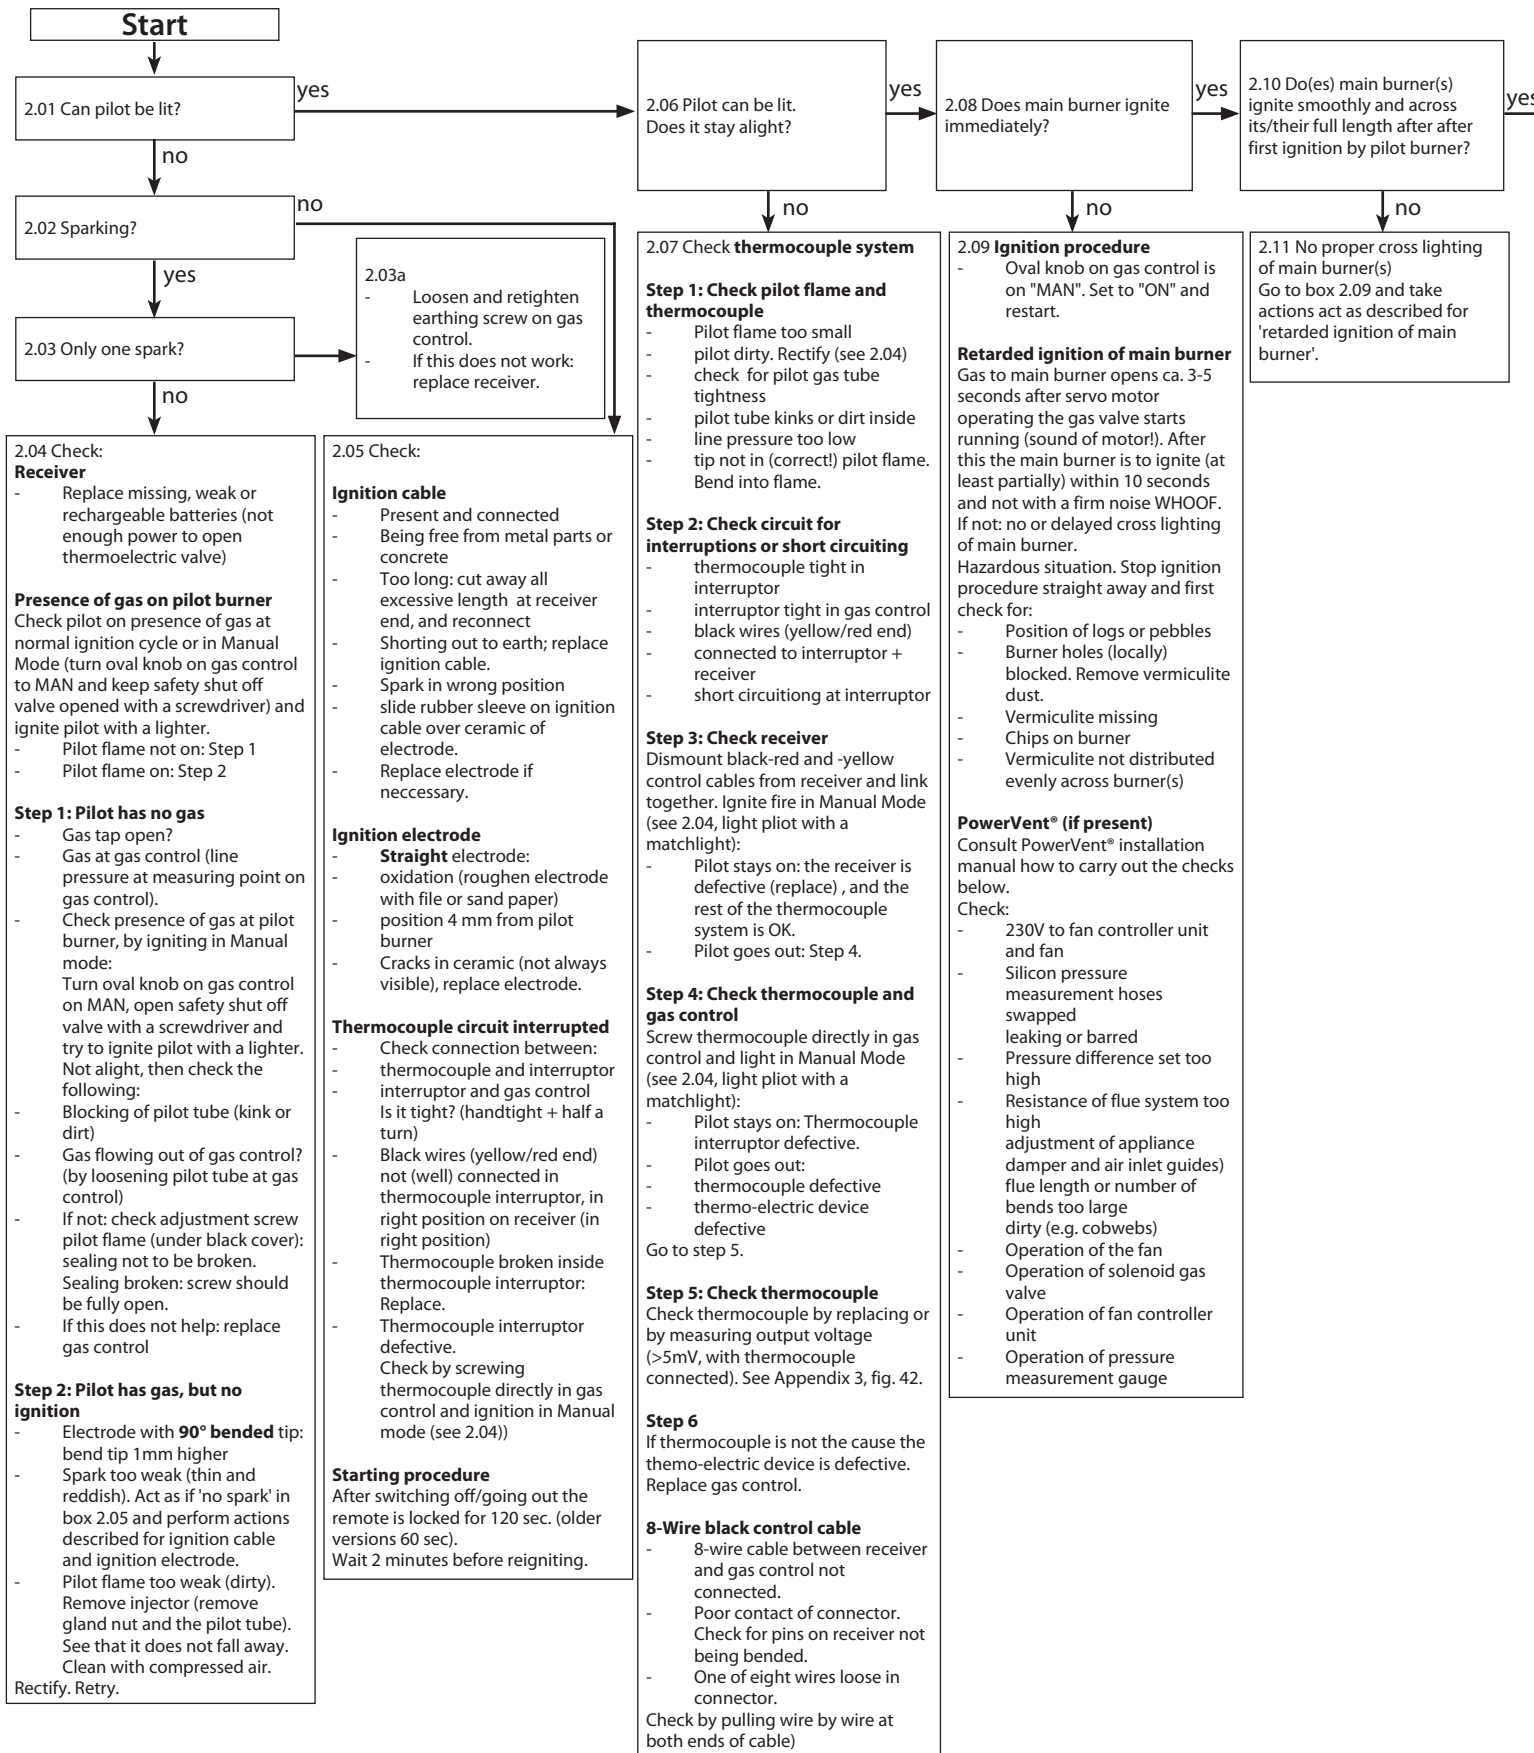 Start
2.01 Can pilot be lit?
yes
no
2.02 Sparking?
no
yes
2.03 Only one spark?
no
2.03a
- Loosen and retighten
earthing screw on gas
control.
- If this does not work:
replace receiver.
2.06 Pilot can be lit.
Does it stay alight?
yes
no
2.08 Does main burner ignite
immediately?
yes
no
2.10 Do(es) main burner(s)
ignite smoothly and across
its/their full length after after
first ignition by pilot burner?
yes
no
2.04 Check:
Receiver
- Replace missing, weak or
rechargeable batteries (not
enough power to open
thermoelectric valve)
Presence of gas on pilot burner
Check pilot on presence of gas at
normal ignition cycle or in Manual
Mode (turn oval knob on gas control
to MAN and keep safety shut off
valve opened with a screwdriver) and
ignite pilot with a lighter.
- Pilot flame not on: Step 1
- Pilot flame on: Step 2
Step 1: Pilot has no gas
- Gas tap open?
- Gas at gas control (line
pressure at measuring point on
gas control).
- Check presence of gas at pilot
burner, by igniting in Manual
mode:
Turn oval knob on gas control
on MAN, open safety shut off
valve with a screwdriver and
try to ignite pilot with a lighter.
Not alight, then check the
following:
- Blocking of pilot tube (kink or
dirt)
- Gas flowing out of gas control?
(by loosening pilot tube at gas
control)
- If not: check adjustment screw
pilot flame (under black cover):
sealing not to be broken.
Sealing broken: screw should
be fully open.
- If this does not help: replace
gas control
Step 2: Pilot has gas, but no
ignition
- Electrode with 90° bended tip:
bend tip 1mm higher
- Spark too weak (thin and
reddish). Act as if 'no spark' in
box 2.05 and perform actions
described for ignition cable
and ignition electrode.
- Pilot flame too weak (dirty).
Remove injector (remove
gland nut and the pilot tube).
See that it does not fall away.
Clean with compressed air.
Rectify. Retry.
2.05 Check:
Ignition cable
- Present and connected
- Being free from metal parts or
concrete
- Too long: cut away all
excessive length at receiver
end, and reconnect
- Shorting out to earth; replace
ignition cable.
- Spark in wrong position
- slide rubber sleeve on ignition
cable over ceramic of
electrode.
- Replace electrode if
neccessary.
Ignition electrode
- Straight electrode:
- oxidation (roughen electrode
with file or sand paper)
- position 4 mm from pilot
burner
- Cracks in ceramic (not always
visible), replace electrode.
Thermocouple circuit interrupted
- Check connection between:
- thermocouple and interruptor
- interruptor and gas control
Is it tight? (handtight + half a
turn)
- Black wires (yellow/red end)
not (well) connected in
thermocouple interruptor, in
right position on receiver (in
right position)
- Thermocouple broken inside
thermocouple interruptor:
Replace.
- Thermocouple interruptor
defective.
Check by screwing
thermocouple directly in gas
control and ignition in Manual
mode (see 2.04))
Starting procedure
After switching off/going out the
remote is locked for 120 sec. (older
versions 60 sec).
Wait 2 minutes before reigniting.
2.07 Check thermocouple system
Step 1: Check pilot flame and
thermocouple
- Pilot flame too small
- pilot dirty. Rectify (see 2.04)
- check for pilot gas tube
tightness
- pilot tube kinks or dirt inside
- line pressure too low
- tip not in (correct!) pilot flame.
Bend into flame.
Step 2: Check circuit for
interruptions or short circuiting
- thermocouple tight in
interruptor
- interruptor tight in gas control
- black wires (yellow/red end)
- connected to interruptor +
receiver
- short circuitiong at interruptor
Step 3: Check receiver
Dismount black-red and -yellow
control cables from receiver and link
together. Ignite fire in Manual Mode
(see 2.04, light pliot with a
matchlight):
- Pilot stays on: the receiver is
defective (replace) , and the
rest of the thermocouple
system is OK.
- Pilot goes out: Step 4.
Step 4: Check thermocouple and
gas control
Screw thermocouple directly in gas
control and light in Manual Mode
(see 2.04, light pliot with a
matchlight):
- Pilot stays on: Thermocouple
interruptor defective.
- Pilot goes out:
- thermocouple defective
- thermo-electric device
defective
Go to step 5.
Step 5: Check thermocouple
Check thermocouple by replacing or
by measuring output voltage
(>5mV, with thermocouple
connected). See Appendix 3, fig. 42.
Step 6
If thermocouple is not the cause the
themo-electric device is defective.
Replace gas control.
8-Wire black control cable
- 8-wire cable between receiver
and gas control not
connected.
- Poor contact of connector.
Check for pins on receiver not
being bended.
- One of eight wires loose in
connector.
Check by pulling wire by wire at
both ends of cable)
2.09 Ignition procedure
- Oval knob on gas control is
on "MAN". Set to "ON" and
restart.
Retarded ignition of main burner
Gas to main burner opens ca. 3-5
seconds after servo motor
operating the gas valve starts
running (sound of motor!). After
this the main burner is to ignite (at
least partially) within 10 seconds
and not with a firm noise WHOOF.
If not: no or delayed cross lighting
of main burner.
Hazardous situation. Stop ignition
procedure straight away and first
check for:
- Position of logs or pebbles
- Burner holes (locally)
blocked. Remove vermiculite
dust.
- Vermiculite missing
- Chips on burner
- Vermiculite not distributed
evenly across burner(s)
PowerVent® (if present)
Consult PowerVent® installation
manual how to carry out the checks
below.
Check:
- 230V to fan controller unit
and fan
- Silicon pressure
measurement hoses
swapped
leaking or barred
- Pressure difference set too
high
- Resistance of flue system too
high
adjustment of appliance
damper and air inlet guides)
flue length or number of
bends too large
dirty (e.g. cobwebs)
- Operation of the fan
- Operation of solenoid gas
valve
- Operation of fan controller
unit
- Operation of pressure
measurement gauge
2.11 No proper cross lighting
of main burner(s)
Go to box 2.09 and take
actions act as described for
'retarded ignition of main
burner'.